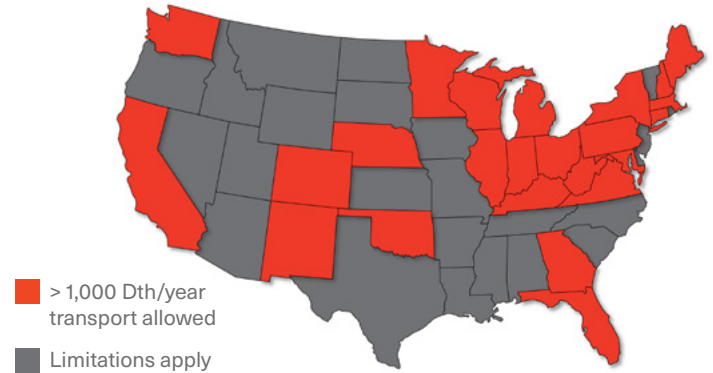 > 1,000 Dth/year
transport allowed
Limitations apply